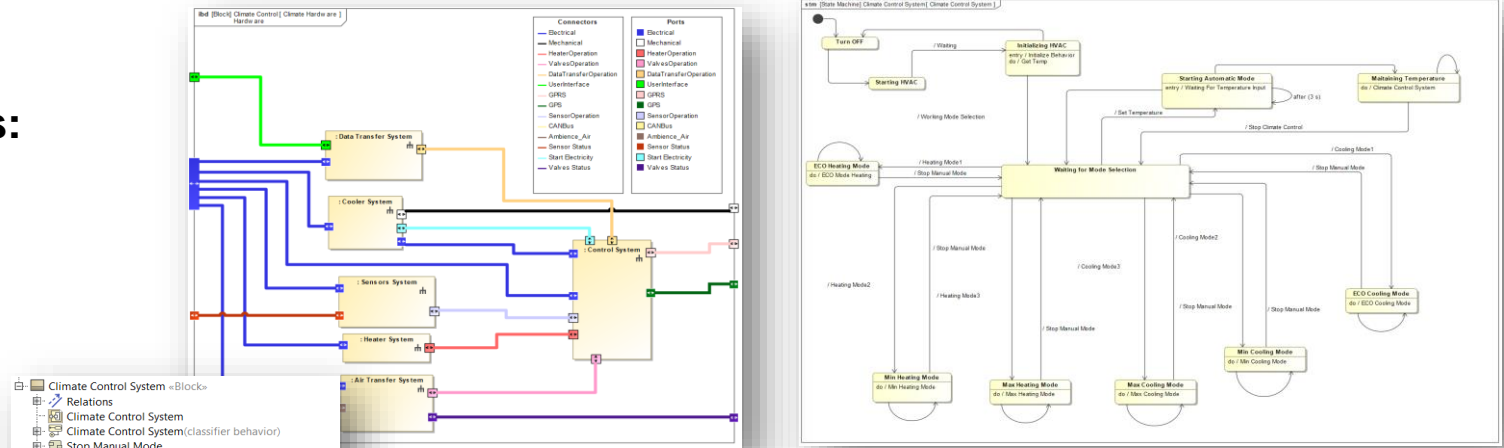 s:
ibd [Block] Climate Control [ Climate Hardware ]
Hardware
Connectors
Electrical
Mechanical
HeaterOperation
ValvesOperation
DataTransferOperation
UserInterface
GPRS
GPS
SensorOperation
CANBus
Ambience_Air
Sensor Status
Start Electricity
Valves Status
Ports
Electrical
Mechanical
HeaterOperation
ValvesOperation
DataTransferOperation
UserInterface
GPRS
GPS
SensorOperation
CANBus
Ambience_Air
Sensor Status
Start Electricity
Valves Status
: Data Transfer System
: Cooler System
: Control System
: Sensors System
: Heater System
: Air Transfer System
Climate Control System «Block»
Relations
Climate Control System
Climate Control System(classifier behavior)
Stop Manual Mode
stm [State Machine] Climate Control System [ Climate Control System ]
Turn OFF
/ Waiting
Initializing HVAC
entry / Initialize Behavior
do / Get Temp
Starting HVAC
Starting Automatic Mode
entry / Waiting For Temperature Input
after (3 s)
Maitaining Temperature
do / Climate Control System
/ Working Mode Selection
/ Set Temperature
/ Stop Climate Control
/ Cooling Mode1
ECO Heating Mode
do / ECO Mode Heating
/ Heating Mode1
/ Stop Manual Mode
Waiting for Mode Selection
/ Stop Manual Mode
/ Stop Manual Mode
/ Cooling Mode2
/ Cooling Mode3
/ Heating Mode2
/ Heating Mode3
ECO Cooling Mode
do / ECO Cooling Mode
/ Stop Manual Mode
/ Stop Manual Mode
/ Stop Manual Mode
Min Cooling Mode
do / Min Cooling Mode
Min Heating Mode
do / Min Heating Mode
Max Heating Mode
do / Max Heating Mode
Max Cooling Mode
do / Max Cooling Mode